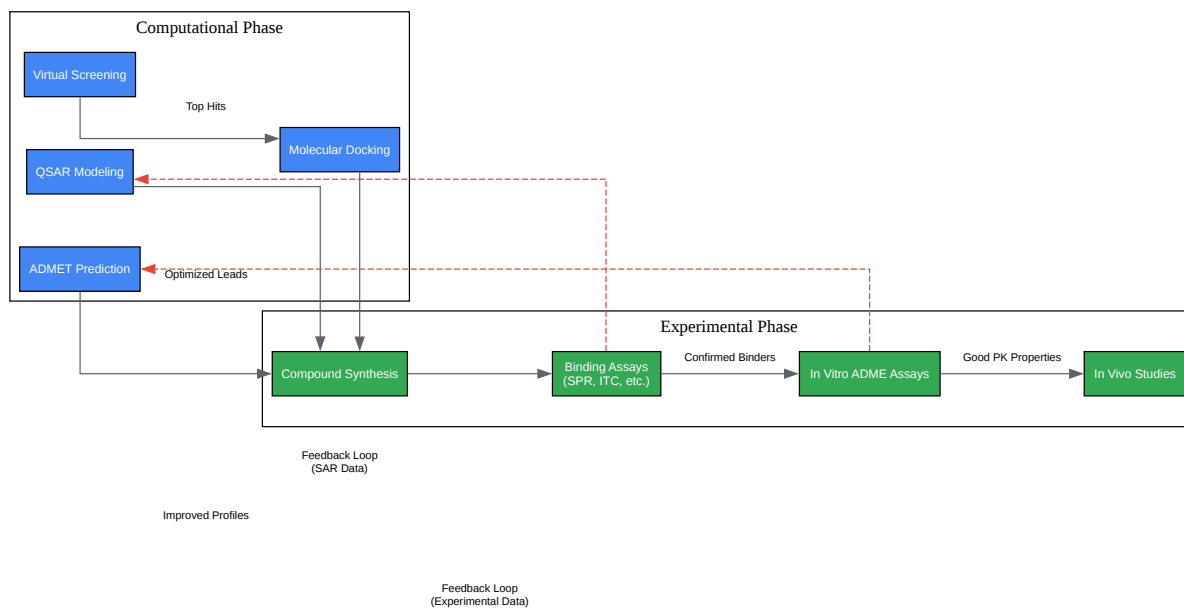 Computational Phase
Virtual Screening
Top Hits
Molecular Docking
QSAR Modeling
ADMET Prediction
Optimized Leads
Experimental Phase
Compound Synthesis
Binding Assays
(SPR, ITC, etc.)
Confirmed Binders
In Vitro ADME Assays
Good PK Properties
In Vivo Studies
Feedback Loop
(SAR Data)
Improved Profiles
Feedback Loop
(Experimental Data)